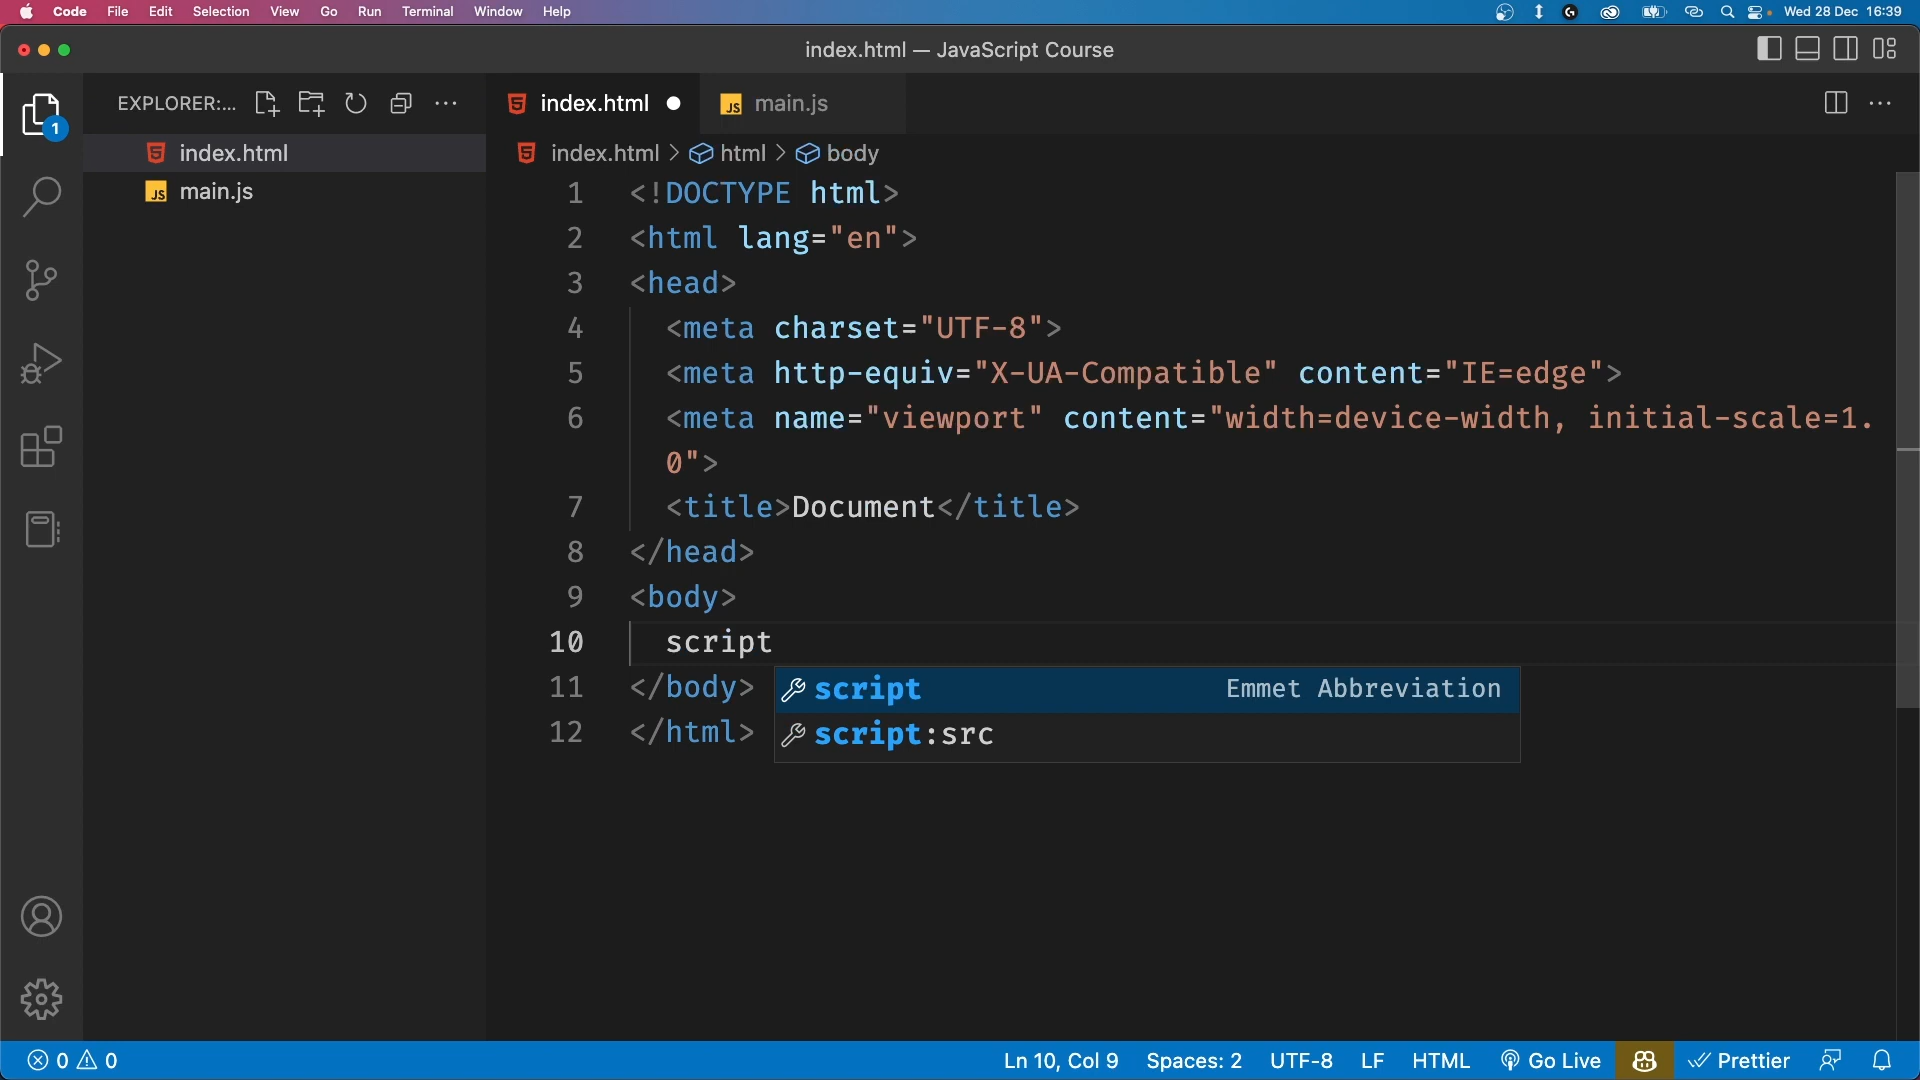 Code File Edit Selection View Go Run Terminal Window Help Wed 28 Dec 16:39
index.html — JavaScript Course
EXPLORER:...
index.html
JS main.js
1
index.html
JS main.js
index.html > html > body
1 <!DOCTYPE html>
2 <html lang="en">
3 <head>
4 <meta charset="UTF-8">
5 <meta http-equiv="X-UA-Compatible" content="IE=edge">
6 <meta name="viewport" content="width=device-width, initial-scale=1.
0">
7 <title>Document</title>
8 </head>
9 <body>
10 script
11 </body>
script Emmet Abbreviation
12 </html>
script:src
0 0 Ln 10, Col 9 Spaces: 2 UTF-8 LF HTML Go Live Prettier